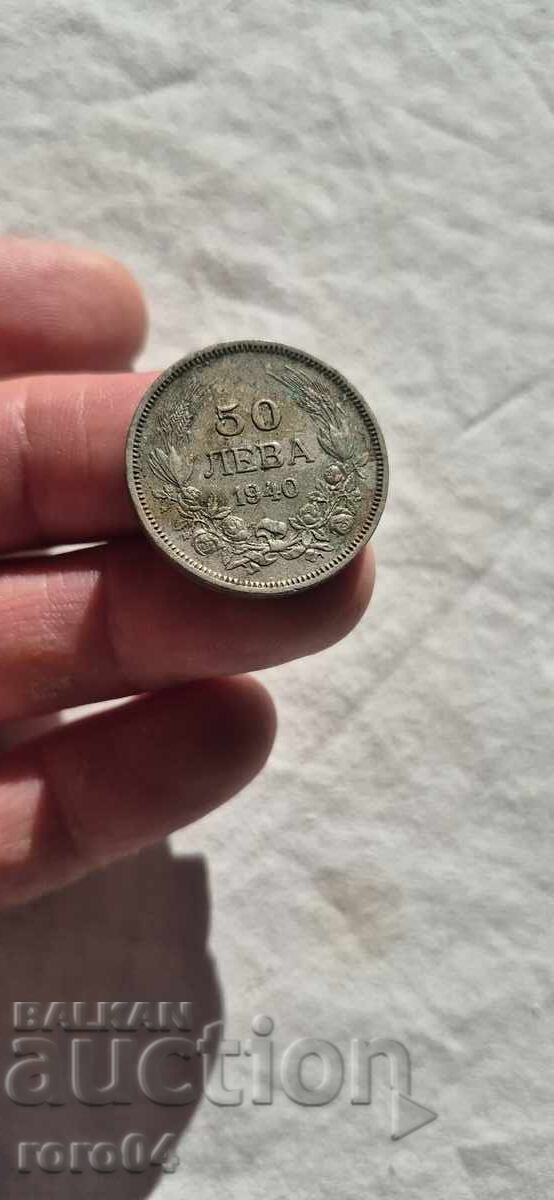 50
ЛЕВА
1940
BALKAN
auction
roro04